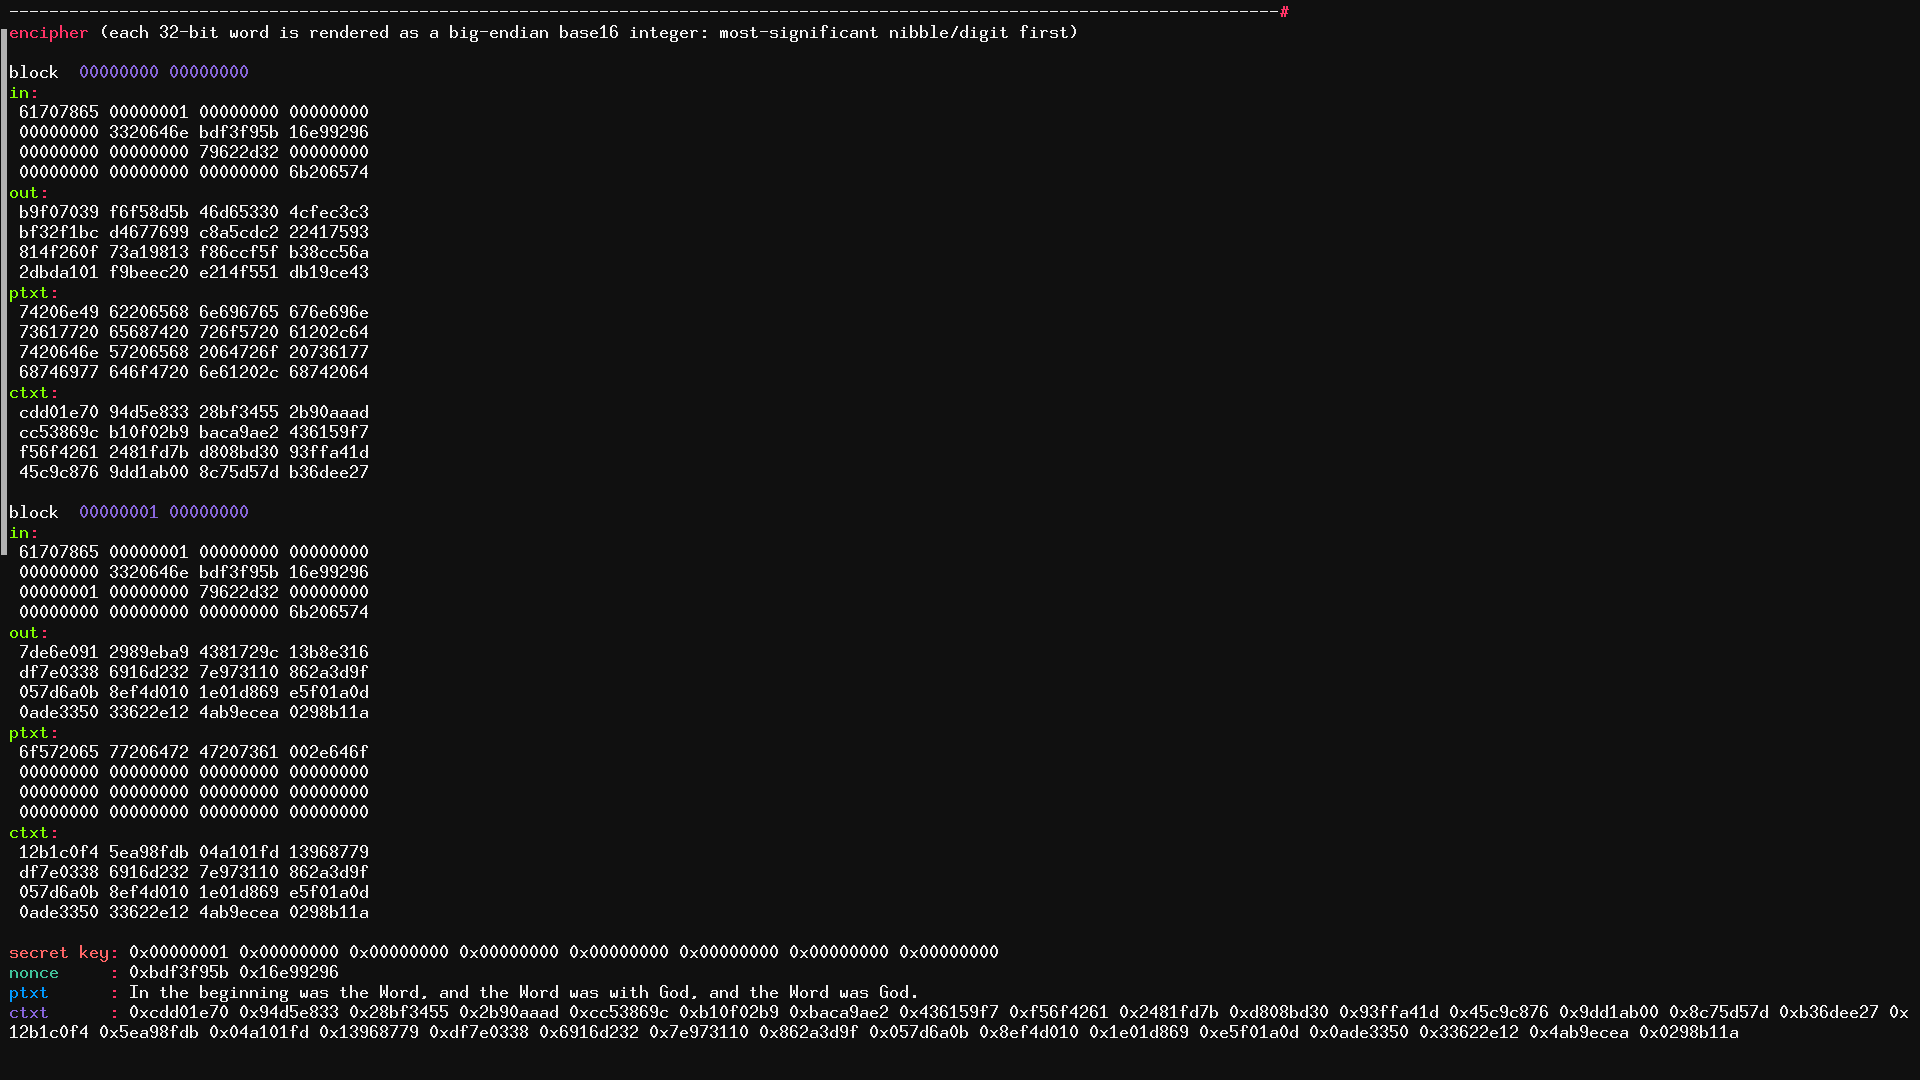 -------------------------------------------------------------------------------------------------------------------------------#
encipher (each 32-bit word is rendered as a big-endian base16 integer: most-significant nibble/digit first)
block  00000000 00000000
in:
61707865 00000001 00000000 00000000
00000000 3320646e bdf3f95b 16e99296
00000000 00000000 79622d32 00000000
00000000 00000000 00000000 6b206574
out:
b9f07039 f6f58d5b 46d65330 4cfec3c3
bf32f1bc d4677699 c8a5cdc2 22417593
814f260f 73a19813 f86ccf5f b38cc56a
2dbda101 f9beec20 e214f551 db19ce43
ptxt:
74206e49 62206568 6e696765 676e696e
73617720 65687420 726f5720 61202c64
7420646e 57206568 2064726f 20736177
68746977 646f4720 6e61202c 68742064
ctxt:
cdd01e70 94d5e833 28bf3455 2b90aaad
cc53869c b10f02b9 baca9ae2 436159f7
f56f4261 2481fd7b d808bd30 93ffa41d
45c9c876 9dd1ab00 8c75d57d b36dee27
block  00000001 00000000
in:
61707865 00000001 00000000 00000000
00000000 3320646e bdf3f95b 16e99296
00000001 00000000 79622d32 00000000
00000000 00000000 00000000 6b206574
out:
7de6e091 2989eba9 4381729c 13b8e316
df7e0338 6916d232 7e973110 862a3d9f
057d6a0b 8ef4d010 1e01d869 e5f01a0d
0ade3350 33622e12 4ab9ecea 0298b11a
ptxt:
6f572065 77206472 47207361 002e646f
00000000 00000000 00000000 00000000
00000000 00000000 00000000 00000000
00000000 00000000 00000000 00000000
ctxt:
12b1c0f4 5ea98fdb 04a101fd 13968779
df7e0338 6916d232 7e973110 862a3d9f
057d6a0b 8ef4d010 1e01d869 e5f01a0d
0ade3350 33622e12 4ab9ecea 0298b11a
secret key: 0x00000001 0x00000000 0x00000000 0x00000000 0x00000000 0x00000000 0x00000000 0x00000000
nonce     : 0xbdf3f95b 0x16e99296
ptxt      : In the beginning was the Word, and the Word was with God, and the Word was God.
ctxt      : 0xcdd01e70 0x94d5e833 0x28bf3455 0x2b90aaad 0xcc53869c 0xb10f02b9 0xbaca9ae2 0x436159f7 0xf56f4261 0x2481fd7b 0xd808bd30 0x93ffa41d 0x45c9c876 0x9dd1ab00 0x8c75d57d 0xb36dee27 0x
12b1c0f4 0x5ea98fdb 0x04a101fd 0x13968779 0xdf7e0338 0x6916d232 0x7e973110 0x862a3d9f 0x057d6a0b 0x8ef4d010 0x1e01d869 0xe5f01a0d 0x0ade3350 0x33622e12 0x4ab9ecea 0x0298b11a